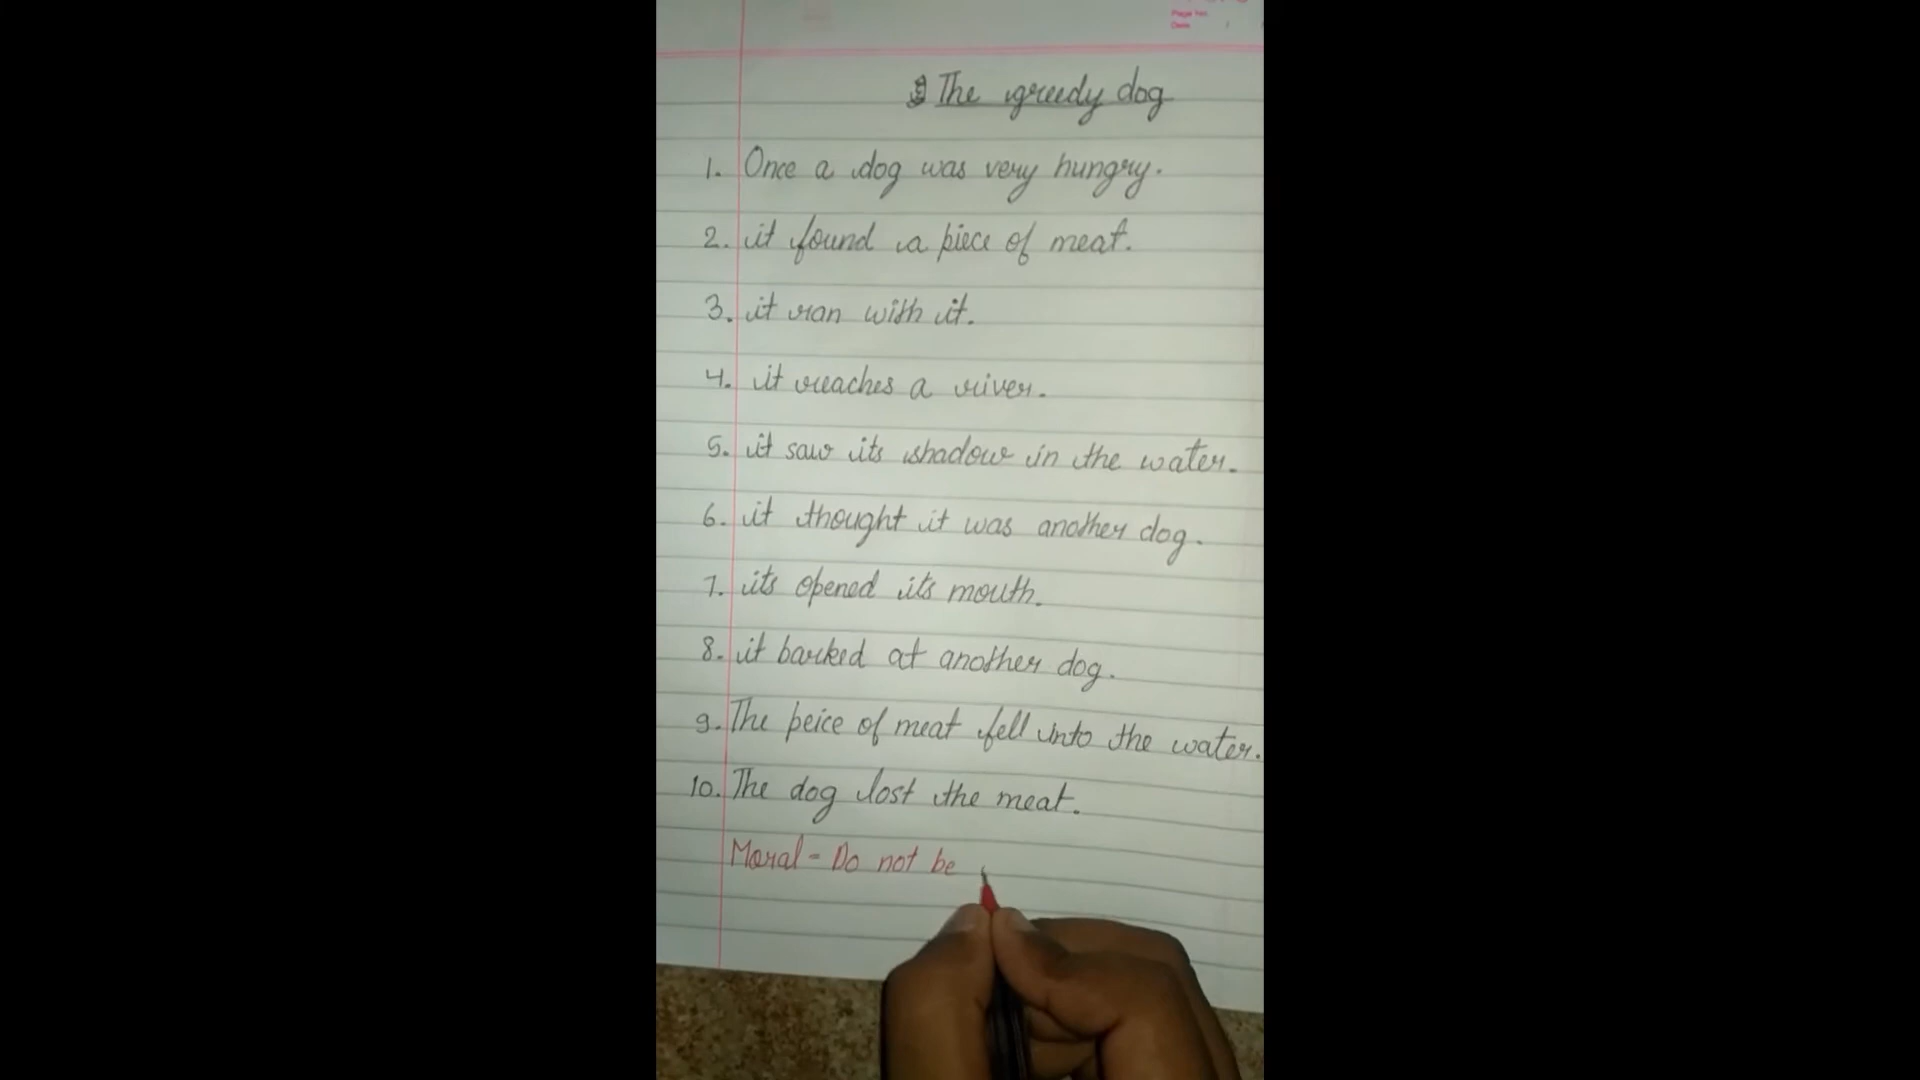 Page No.
Date
The greedy dog
1. Once a dog was very hungry.
2. it found a piece of meat.
3. it ran with it.
4. it reaches a river.
5. it saw its shadow in the water.
6. it thought it was another dog.
7. its opened its mouth.
8. it barked at another dog.
9. The peice of meat fell into the water.
10. The dog lost the meat.
Moral - Do not be